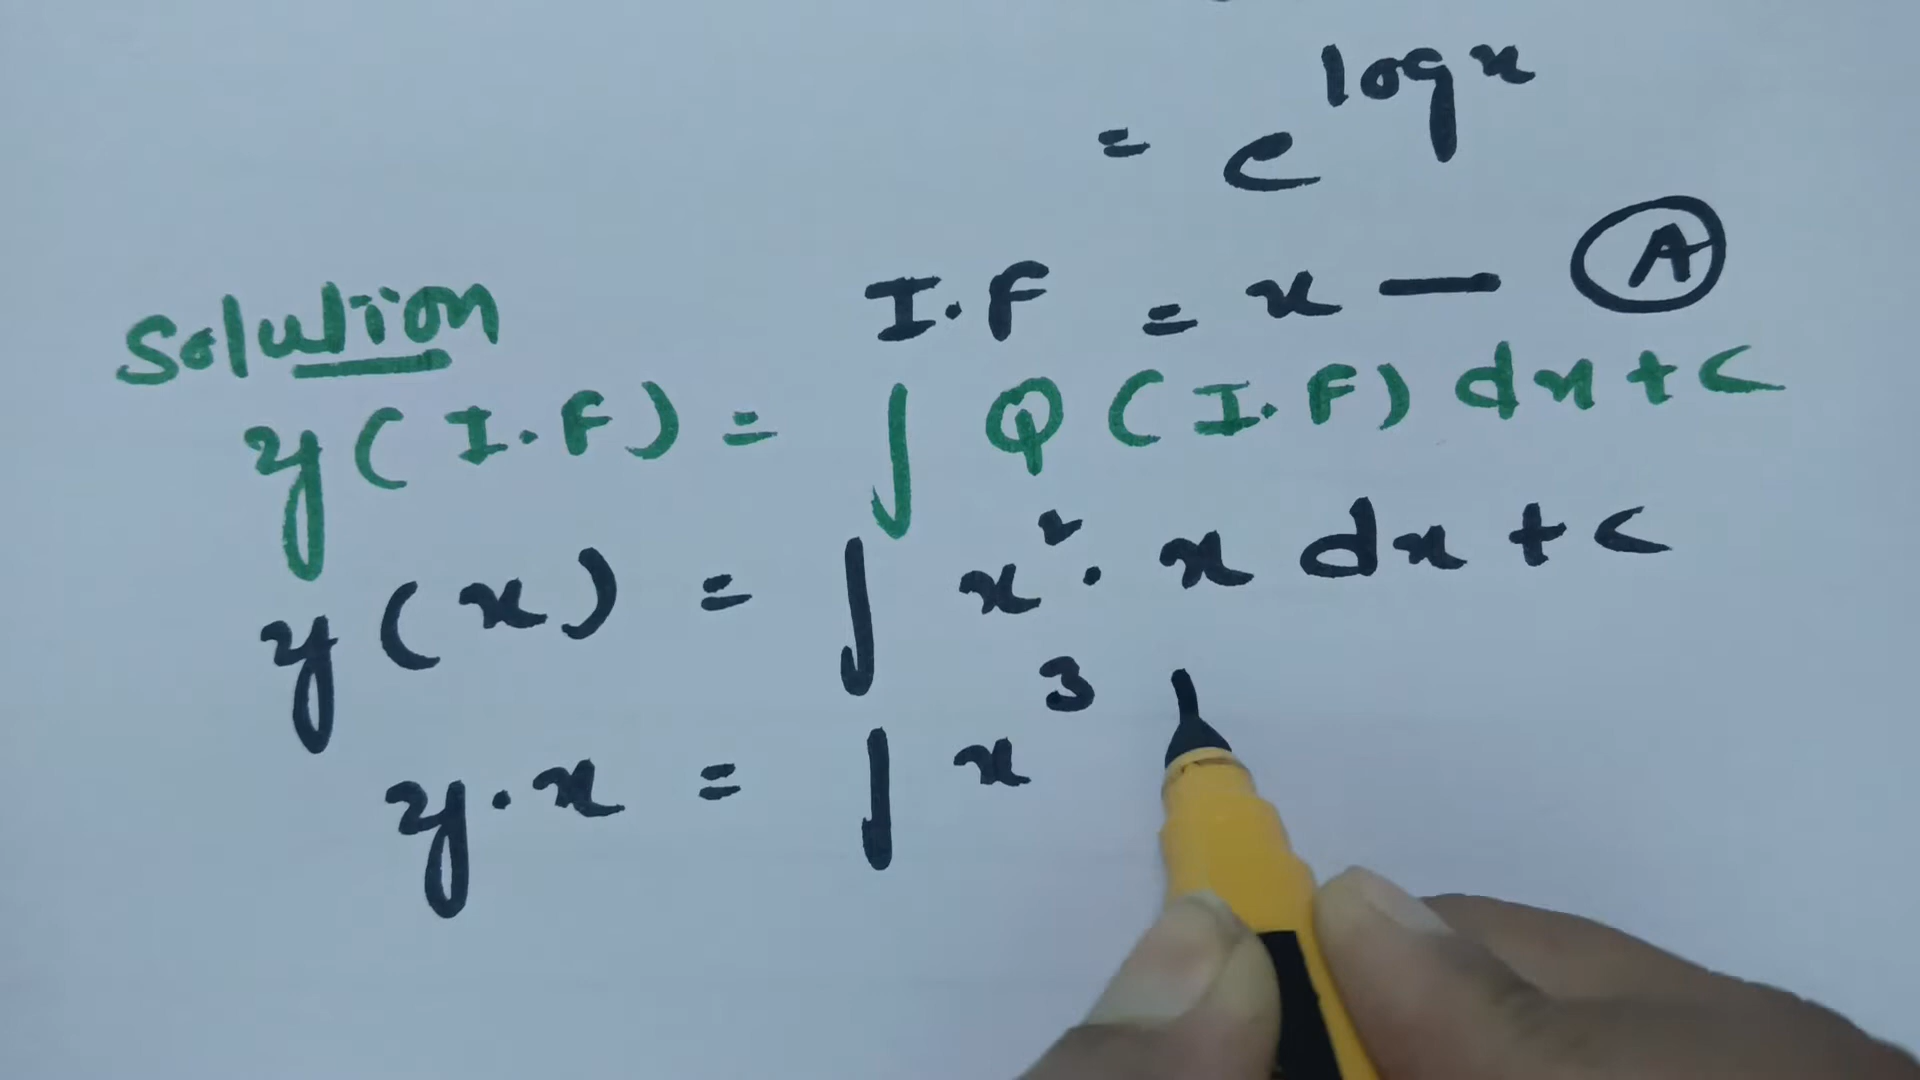 = e^{log x}
I.F = x — Ⓐ
Solution
y(I.F) = ∫ Q (I.F) dx + c
y(x) = ∫ x² . x dx + c
y . x = ∫ x³